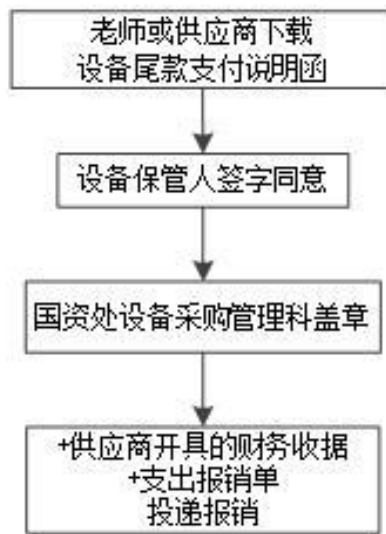 老师或供应商下载
设备尾款支付说明函
设备保管人签字同意
国资处设备采购管理科盖章
+供应商开具的财务收据
+支出报销单
投递报销